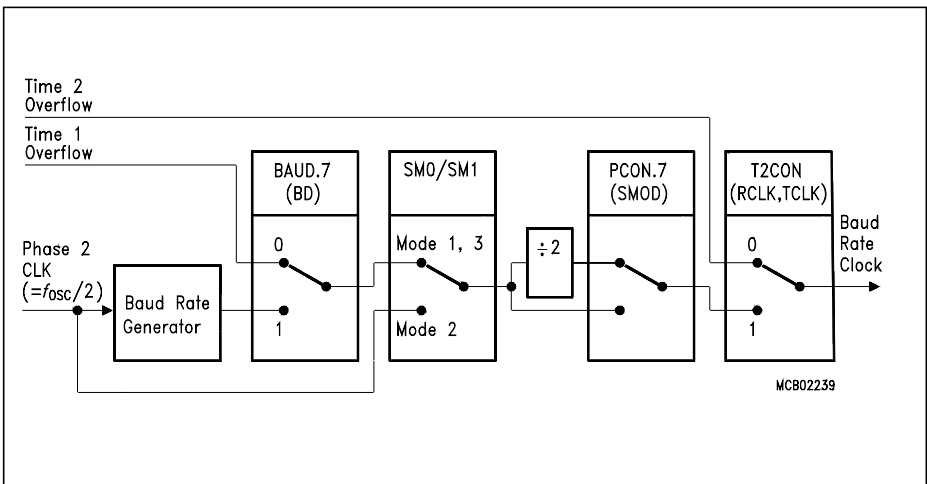 Time 2
Overflow
Time 1
Overflow
BAUD.7
(BD)
SM0/SM1
PCON.7
(SMOD)
T2CON
(RCLK,TCLK)
Phase 2
CLK
(=fOSC/2)
Baud Rate
Generator
0
1
Mode 1, 3
Mode 2
÷2
0
1
Baud
Rate
Clock
MCB02239